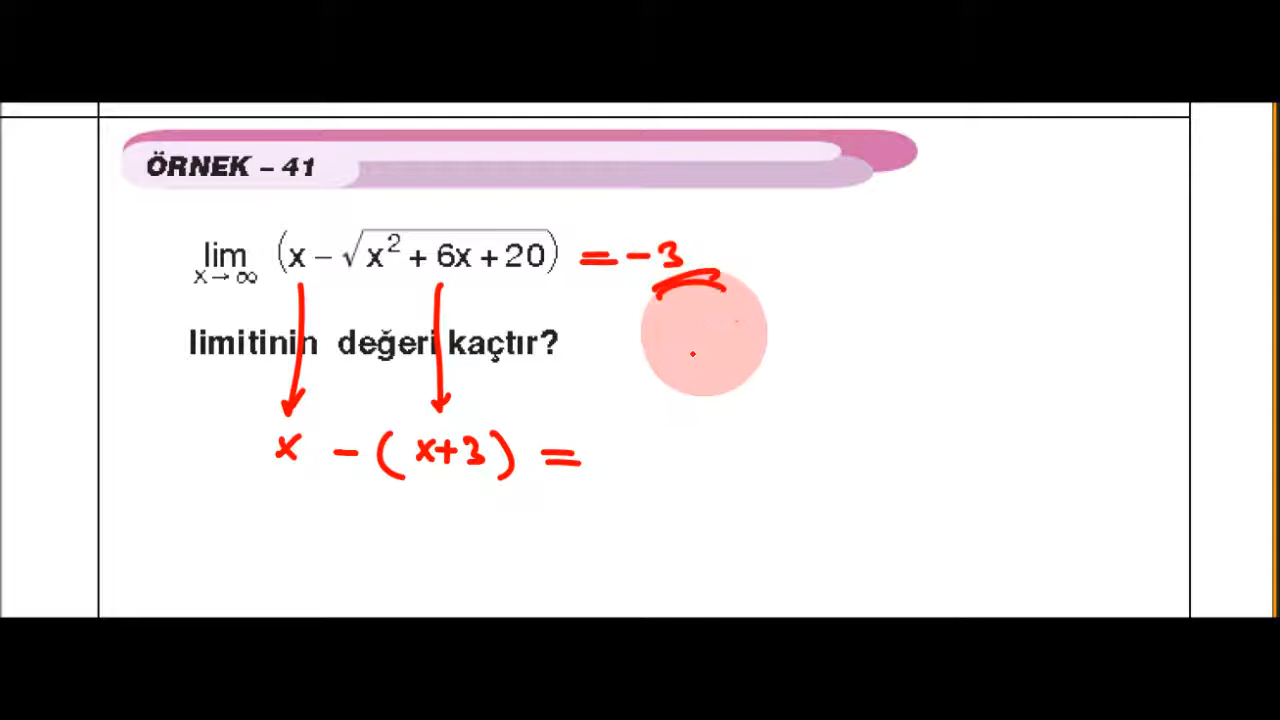 ÖRNEK – 41
lim x→∞ (x – √x² + 6x + 20) = -3
limitinin değeri kaçtır?
x - (x+3) =